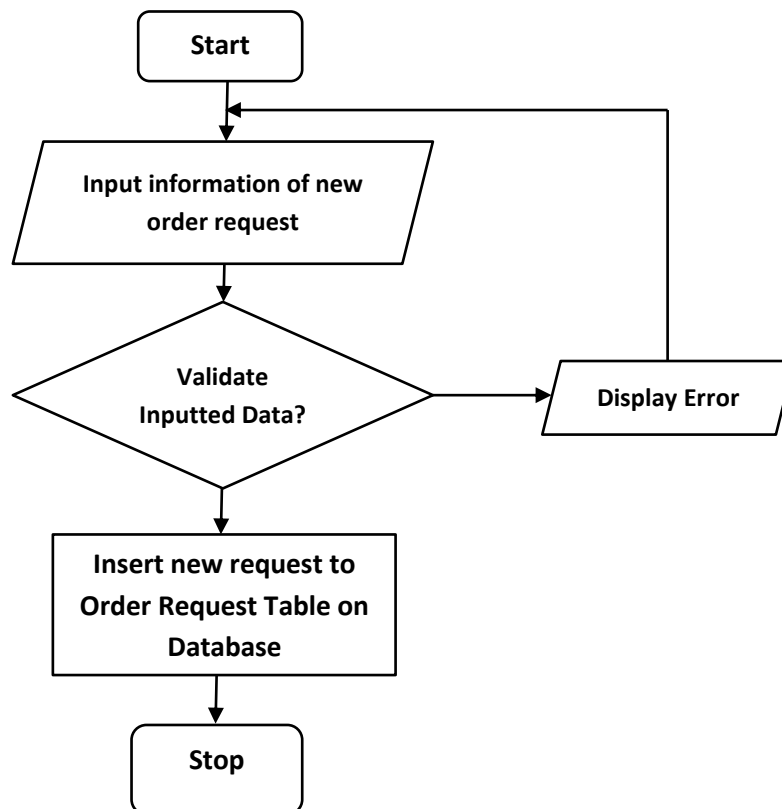 Start
Input information of new
order request
Validate
Inputted Data?
Display Error
Insert new request to
Order Request Table on
Database
Stop